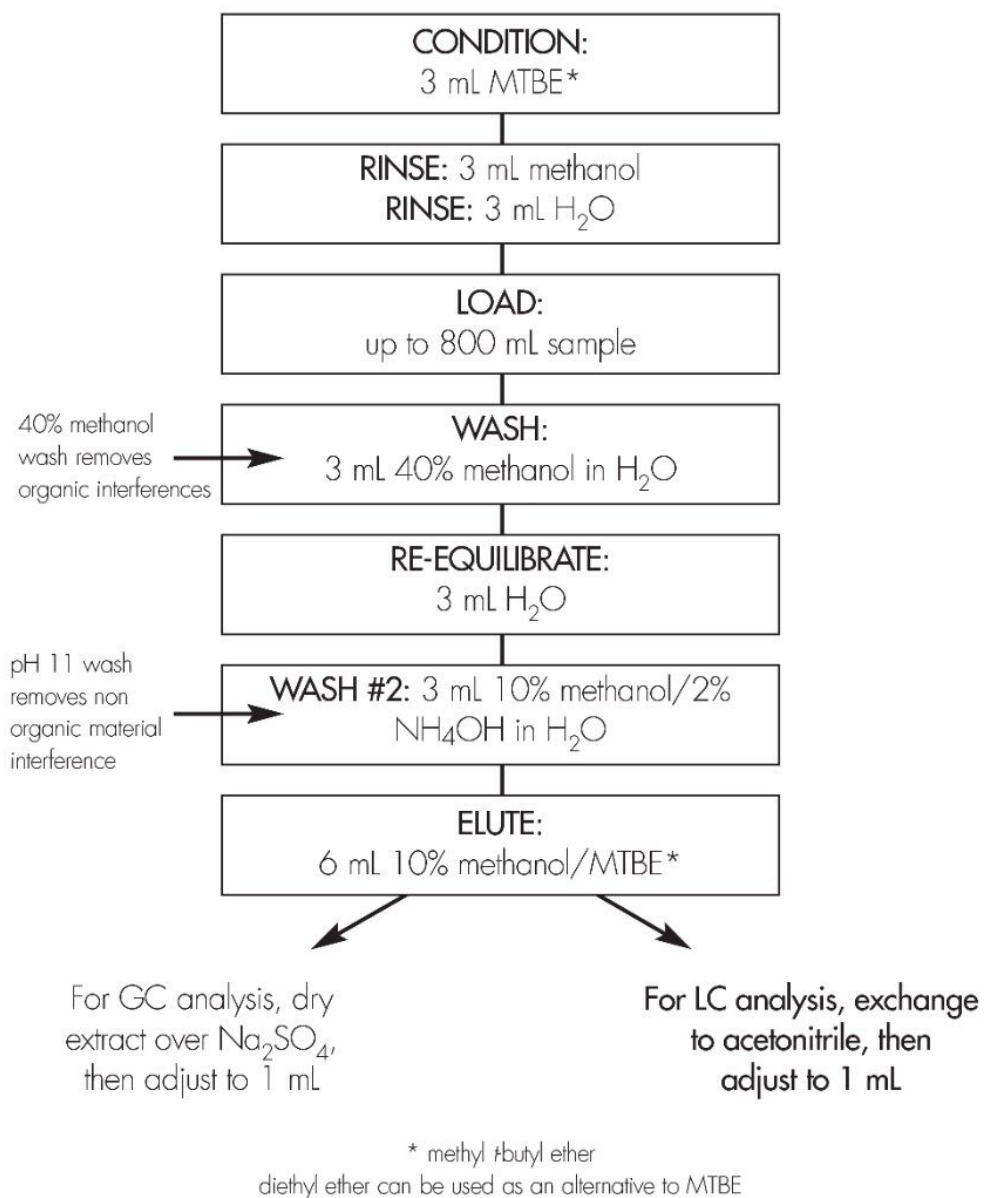 CONDITION:
3 mL MTBE*
RINSE: 3 mL methanol
RINSE: 3 mL H₂O
LOAD:
up to 800 mL sample
40% methanol
wash removes
organic interferences
WASH:
3 mL 40% methanol in H₂O
RE-EQUILIBRATE:
3 mL H₂O
pH 11 wash
removes non
organic material
interference
WASH #2: 3 mL 10% methanol/2%
NH4OH in H₂O
ELUTE:
6 mL 10% methanol/MTBE*
For GC analysis, dry
extract over Na₂SO₄,
then adjust to 1 mL
For LC analysis, exchange
to acetonitrile, then
adjust to 1 mL
* methyl t-butyl ether
diethyl ether can be used as an alternative to MTBE